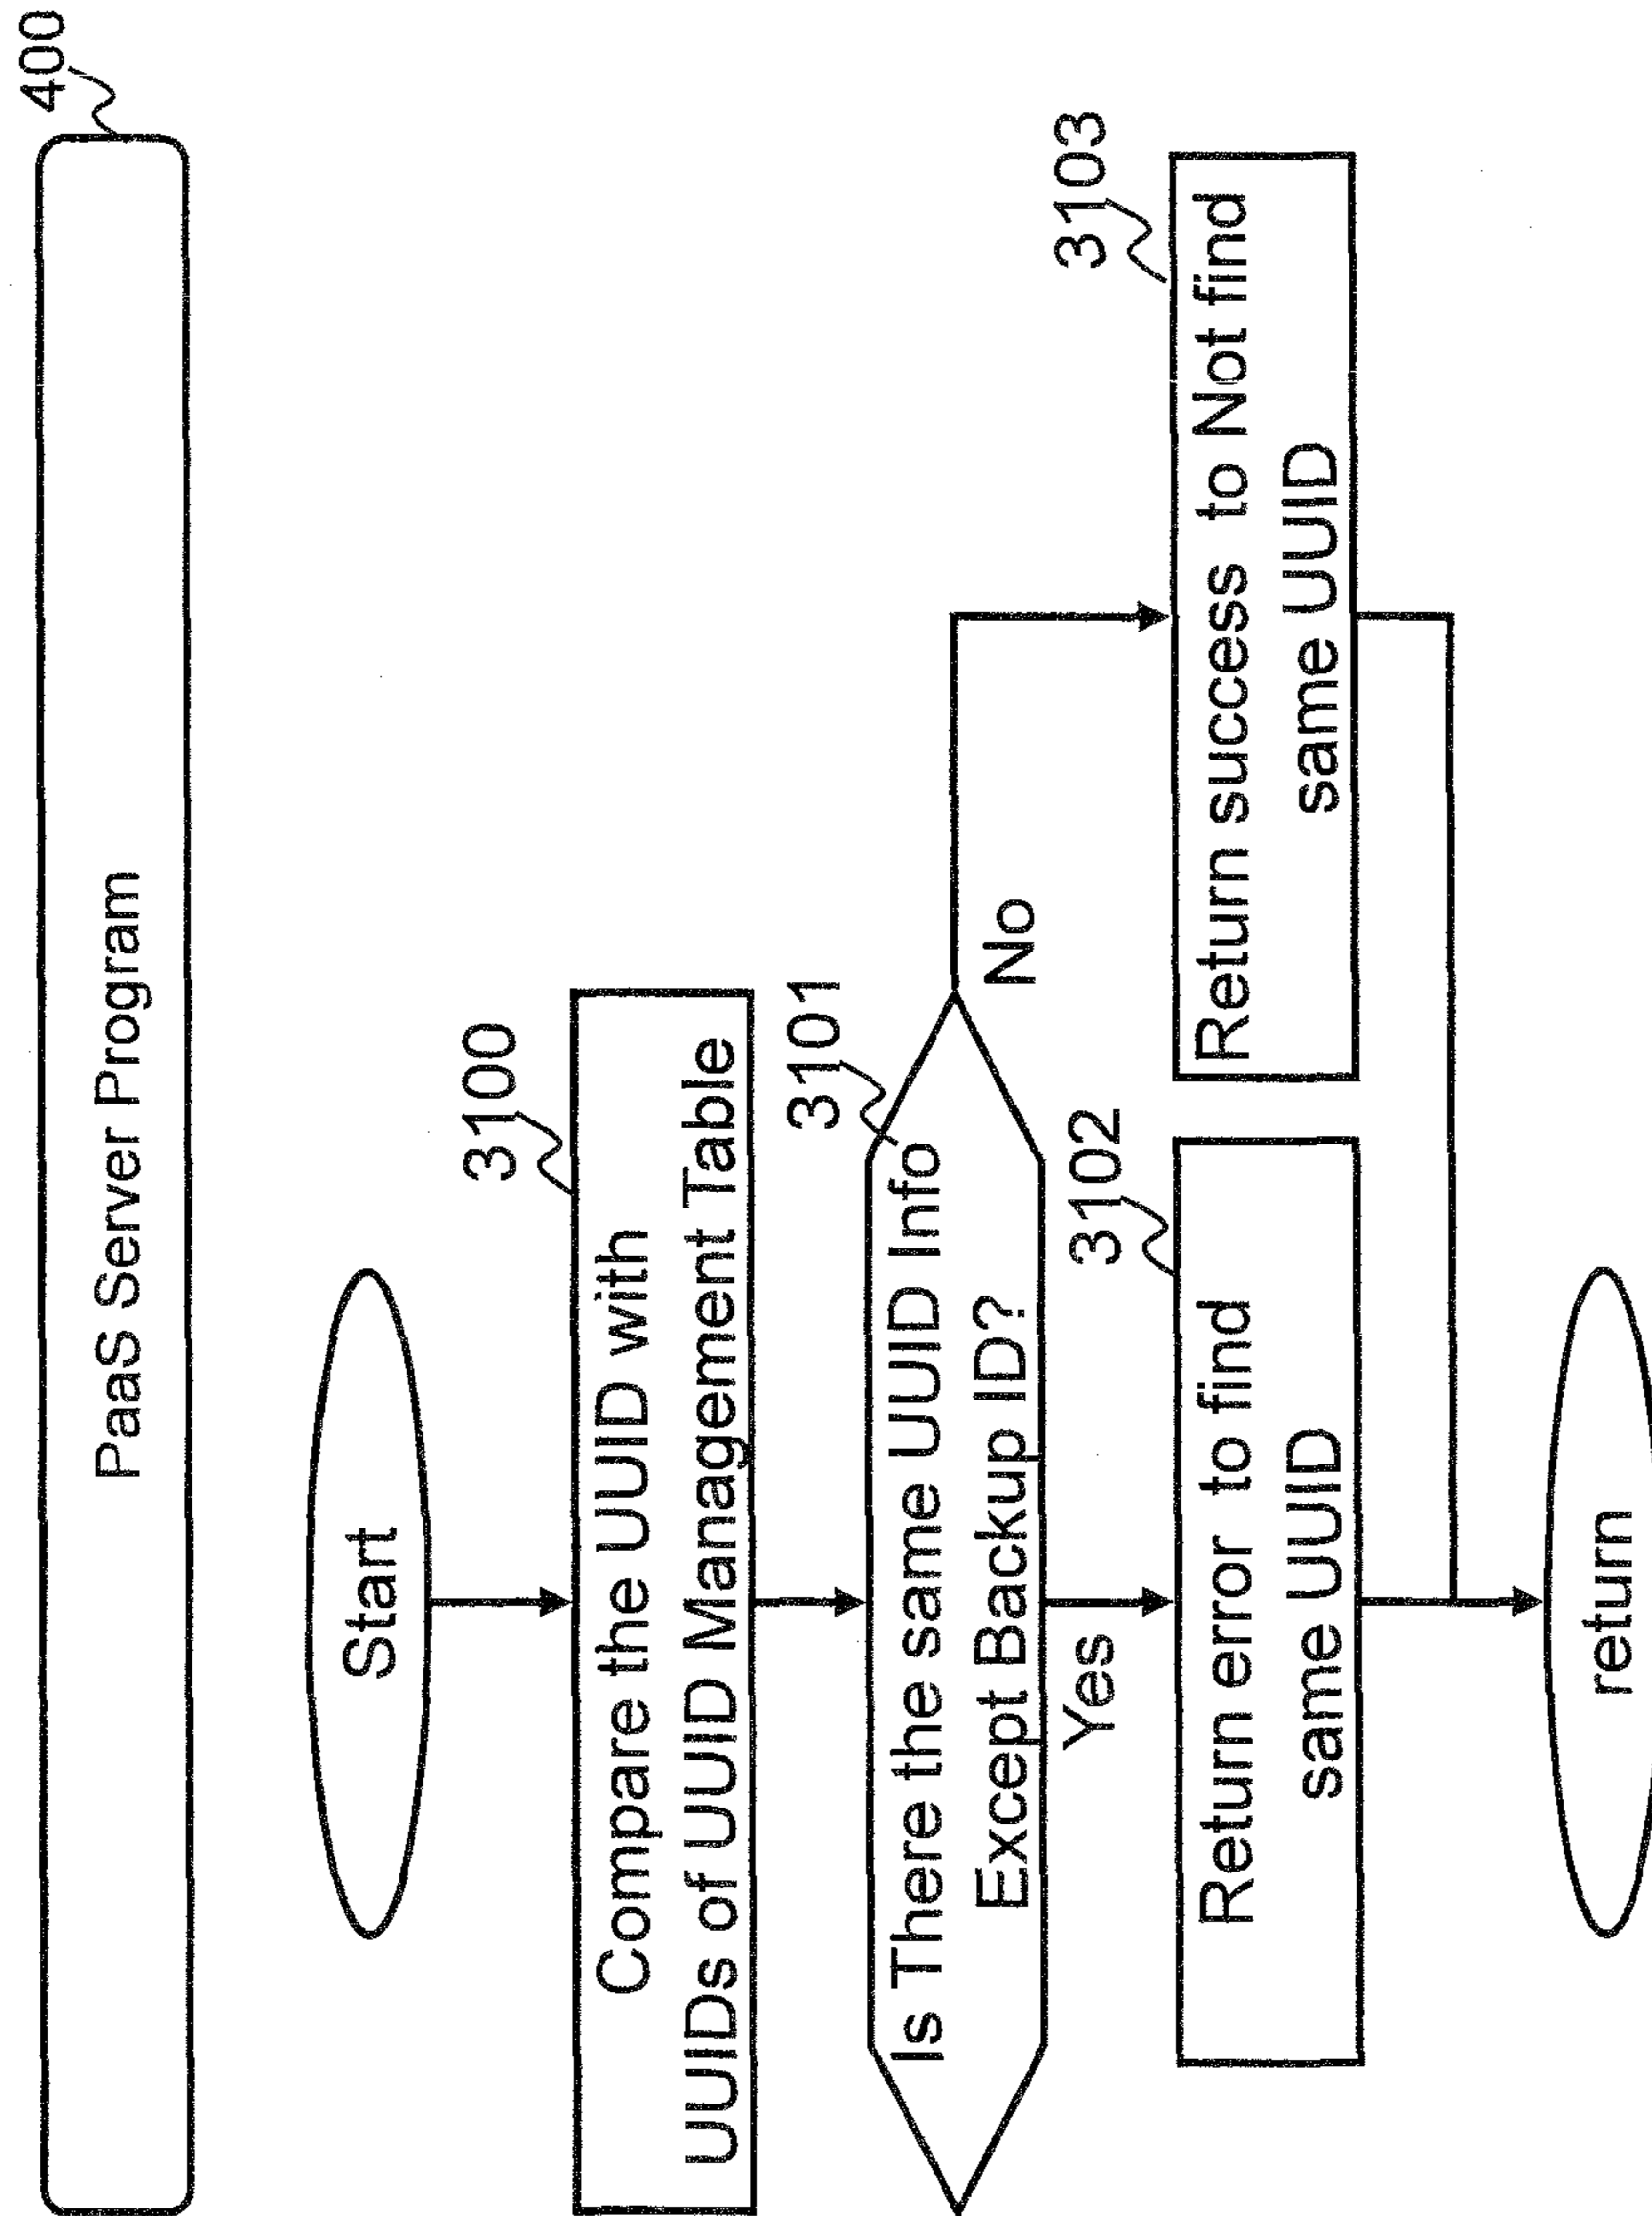 400
PaaS Server Program
Start
3100
Compare the UUID with
UUIDs of UUID Management Table
3101
Is There the same UUID Info
Except Backup ID?
No
Yes
3102
Return error to find
same UUID
3103
Return success to Not find
same UUID
return